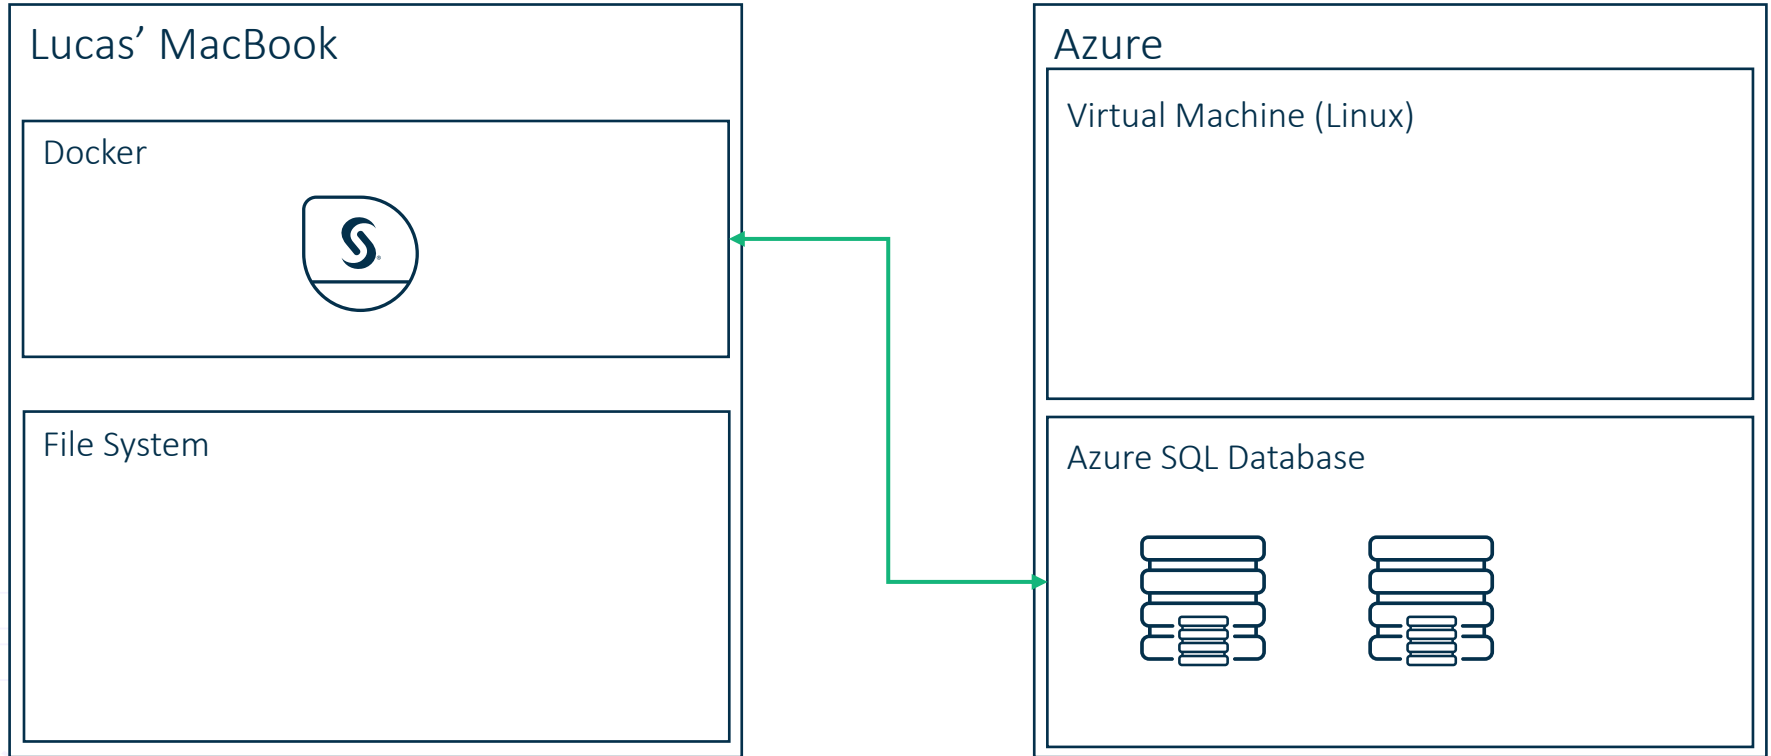 Lucas’ MacBook
Docker
File System
Azure
Virtual Machine (Linux)
Azure SQL Database